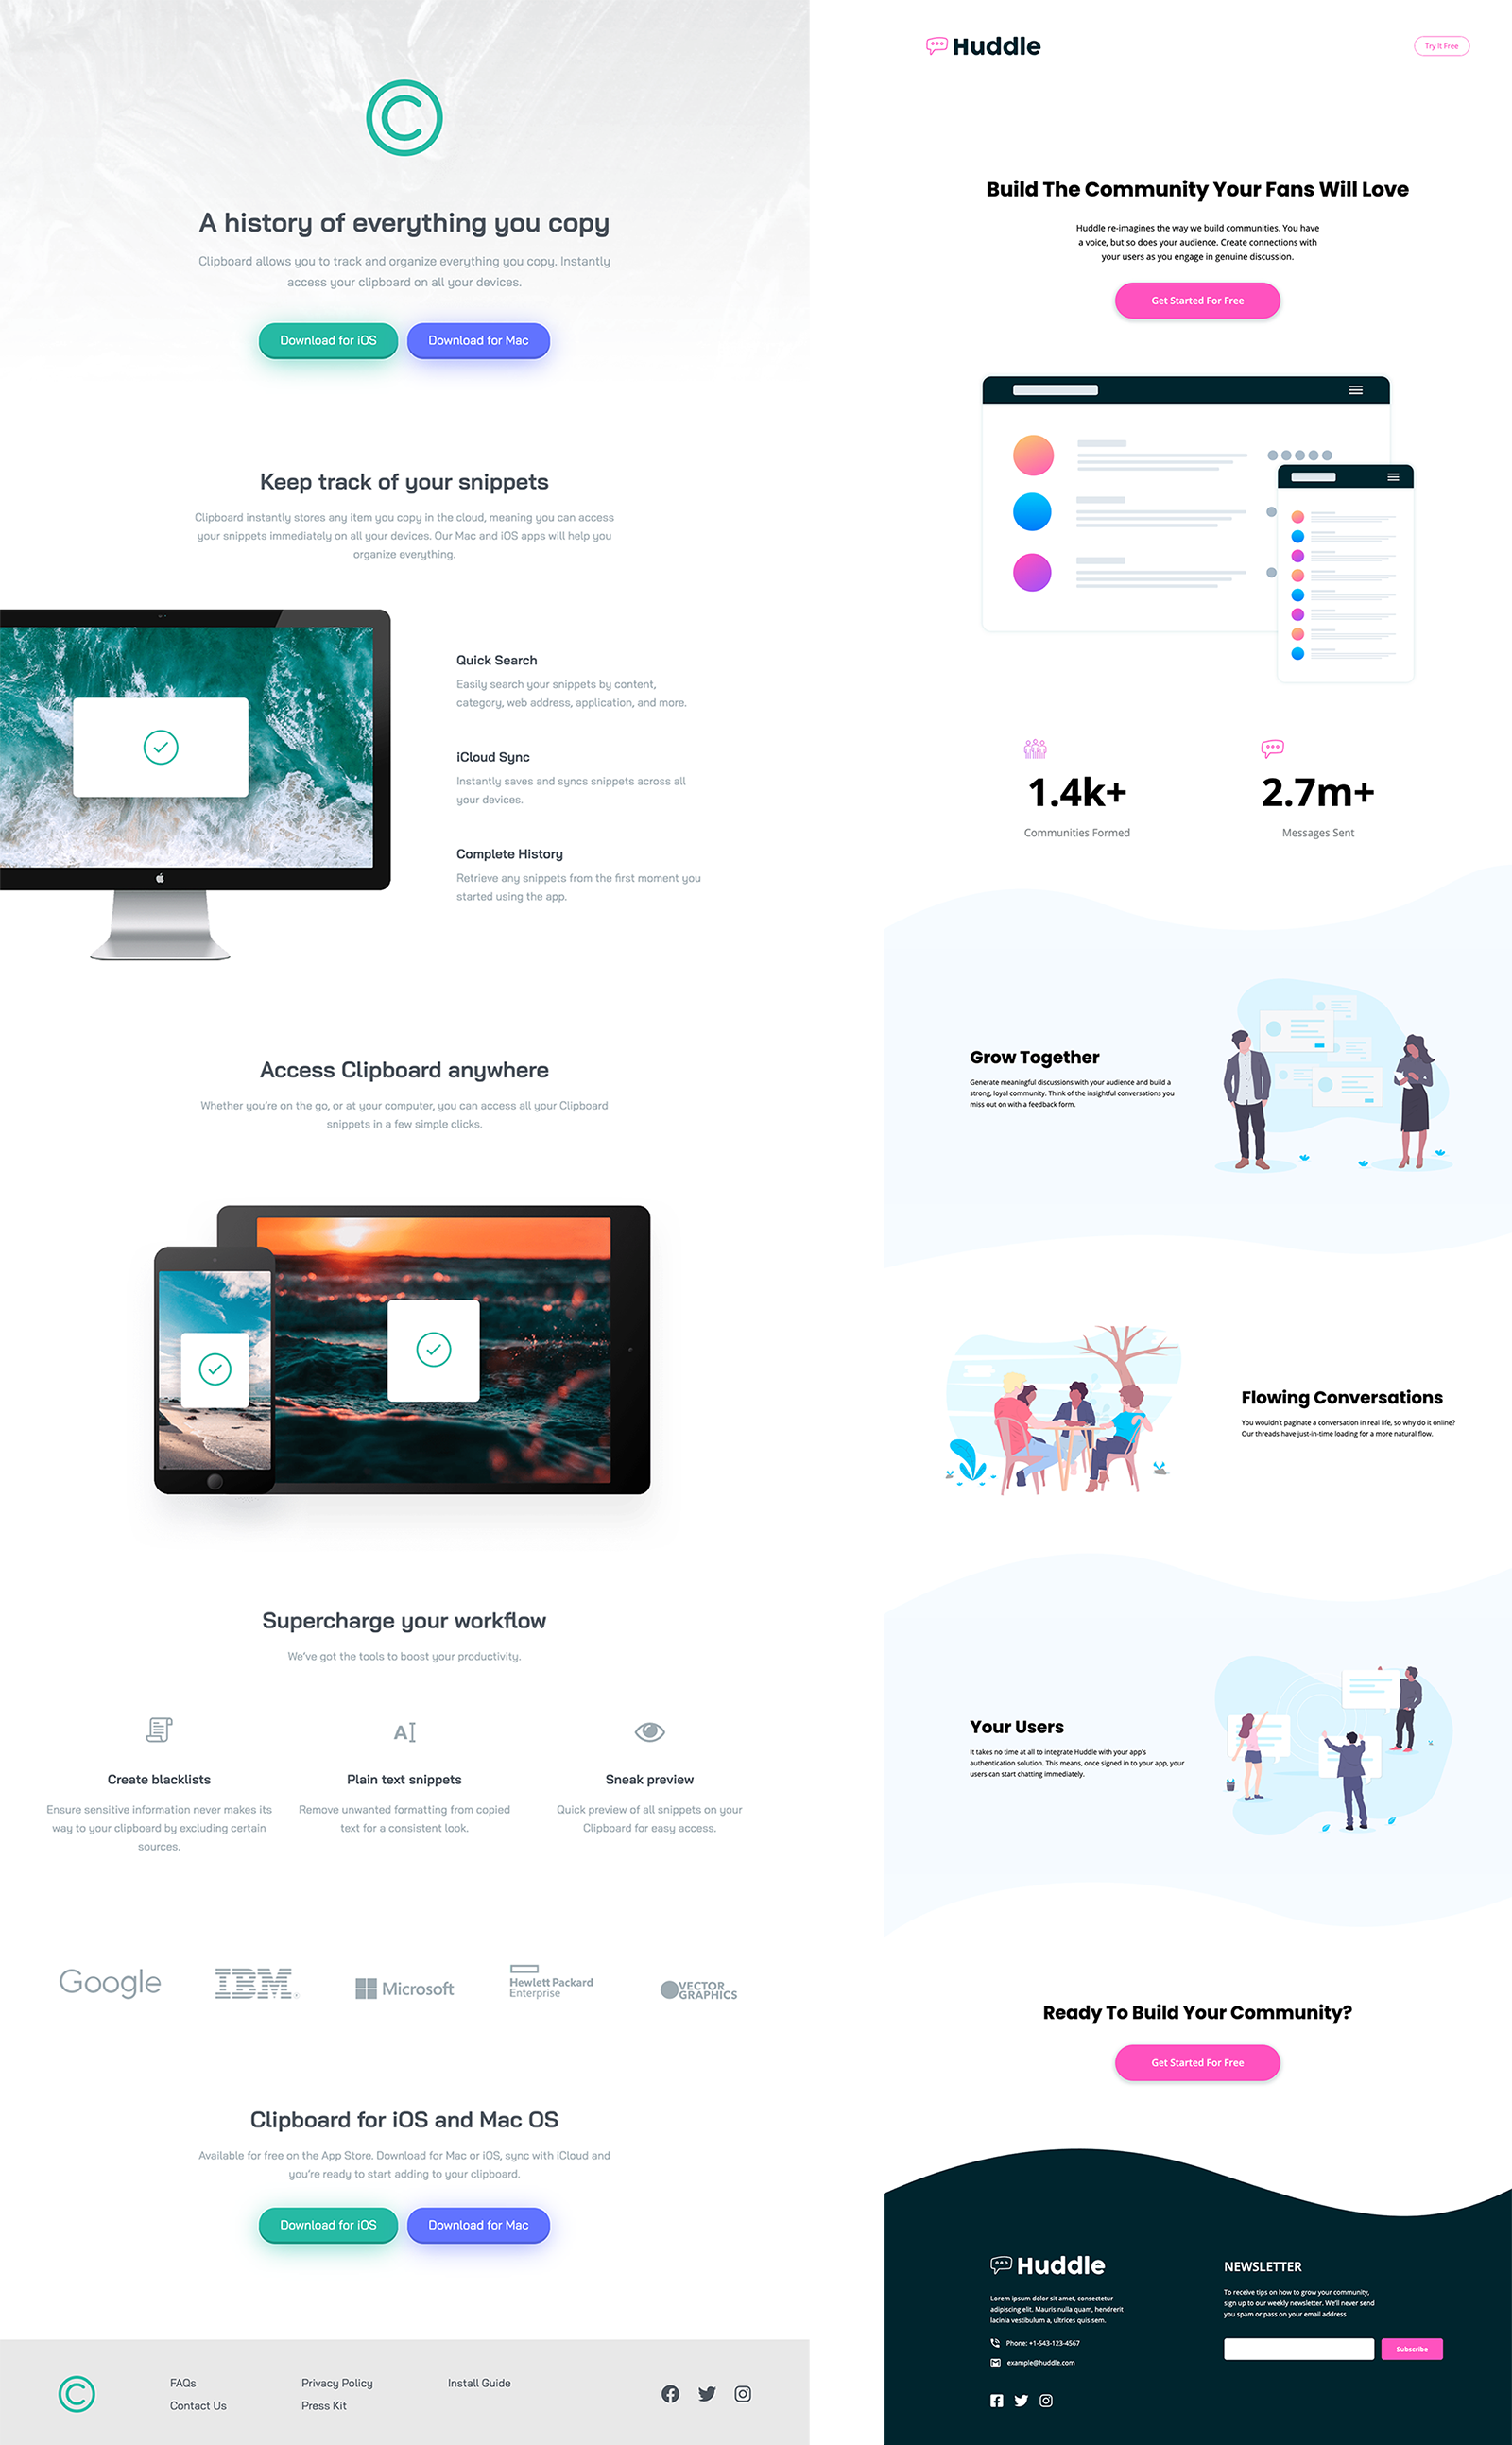 A history of everything you copy
Clipboard allows you to track and organize everything you copy. Instantly
access your clipboard on all your devices.
Download for iOS
Download for Mac
Keep track of your snippets
Clipboard instantly stores any item you copy in the cloud, meaning you can access
your snippets immediately on all your devices. Our Mac and iOS apps will help you
organize everything.
Quick Search
Easily search your snippets by content,
category, web address, application, and more.
iCloud Sync
Instantly saves and syncs snippets across all
your devices.
Complete History
Retrieve any snippets from the first moment you
started using the app.
Access Clipboard anywhere
Whether you're on the go, or at your computer, you can access all your Clipboard
snippets in a few simple clicks.
Supercharge your workflow
We've got the tools to boost your productivity.
A
Create blacklists
Ensure sensitive information never makes its
way to your clipboard by excluding certain
sources.
Plain text snippets
Remove unwanted formatting from copied
text for a consistent look.
Sneak preview
Quick preview of all snippets on your
Clipboard for easy access.
Google
IBM
Microsoft
Hewlett Packard
Enterprise
VECTOR
GRAPHICS
Clipboard for iOS and Mac OS
Available for free on the App Store. Download for Mac or iOS, sync with iCloud and
you're ready to start adding to your clipboard.
Download for iOS
Download for Mac
FAQs
Contact Us
Privacy Policy
Press Kit
Install Guide
Huddle
Try It Free
Build The Community Your Fans Will Love
Huddle re-imagines the way we build communities. You have
a voice, but so does your audience. Create connections with
your users as you engage in genuine discussion.
Get Started For Free
1.4k+
Communities Formed
2.7m+
Messages Sent
Grow Together
Generate meaningful discussions with your audience and build a
strong, loyal community. Think of the insightful conversations you
miss out on with a feedback form.
Flowing Conversations
You wouldn't paginate a conversation in real life, so why do it online?
Our threads have just-in-time loading for a more natural flow.
Your Users
It takes no time at all to integrate Huddle with your app's
authentication solution. This means, once signed in to your app, your
users can start chatting immediately.
Ready To Build Your Community?
Get Started For Free
Huddle
Lorem ipsum dolor sit amet, consectetur
adipiscing elit. Mauris nulla quam, hendrerit
lacinia vestibulum a, ultrices quis sem.
Phone: +1-543-123-4567
example@huddle.com
NEWSLETTER
To receive tips on how to grow your community,
sign up to our weekly newsletter. We'll never send
you spam or pass on your email address
Subscribe